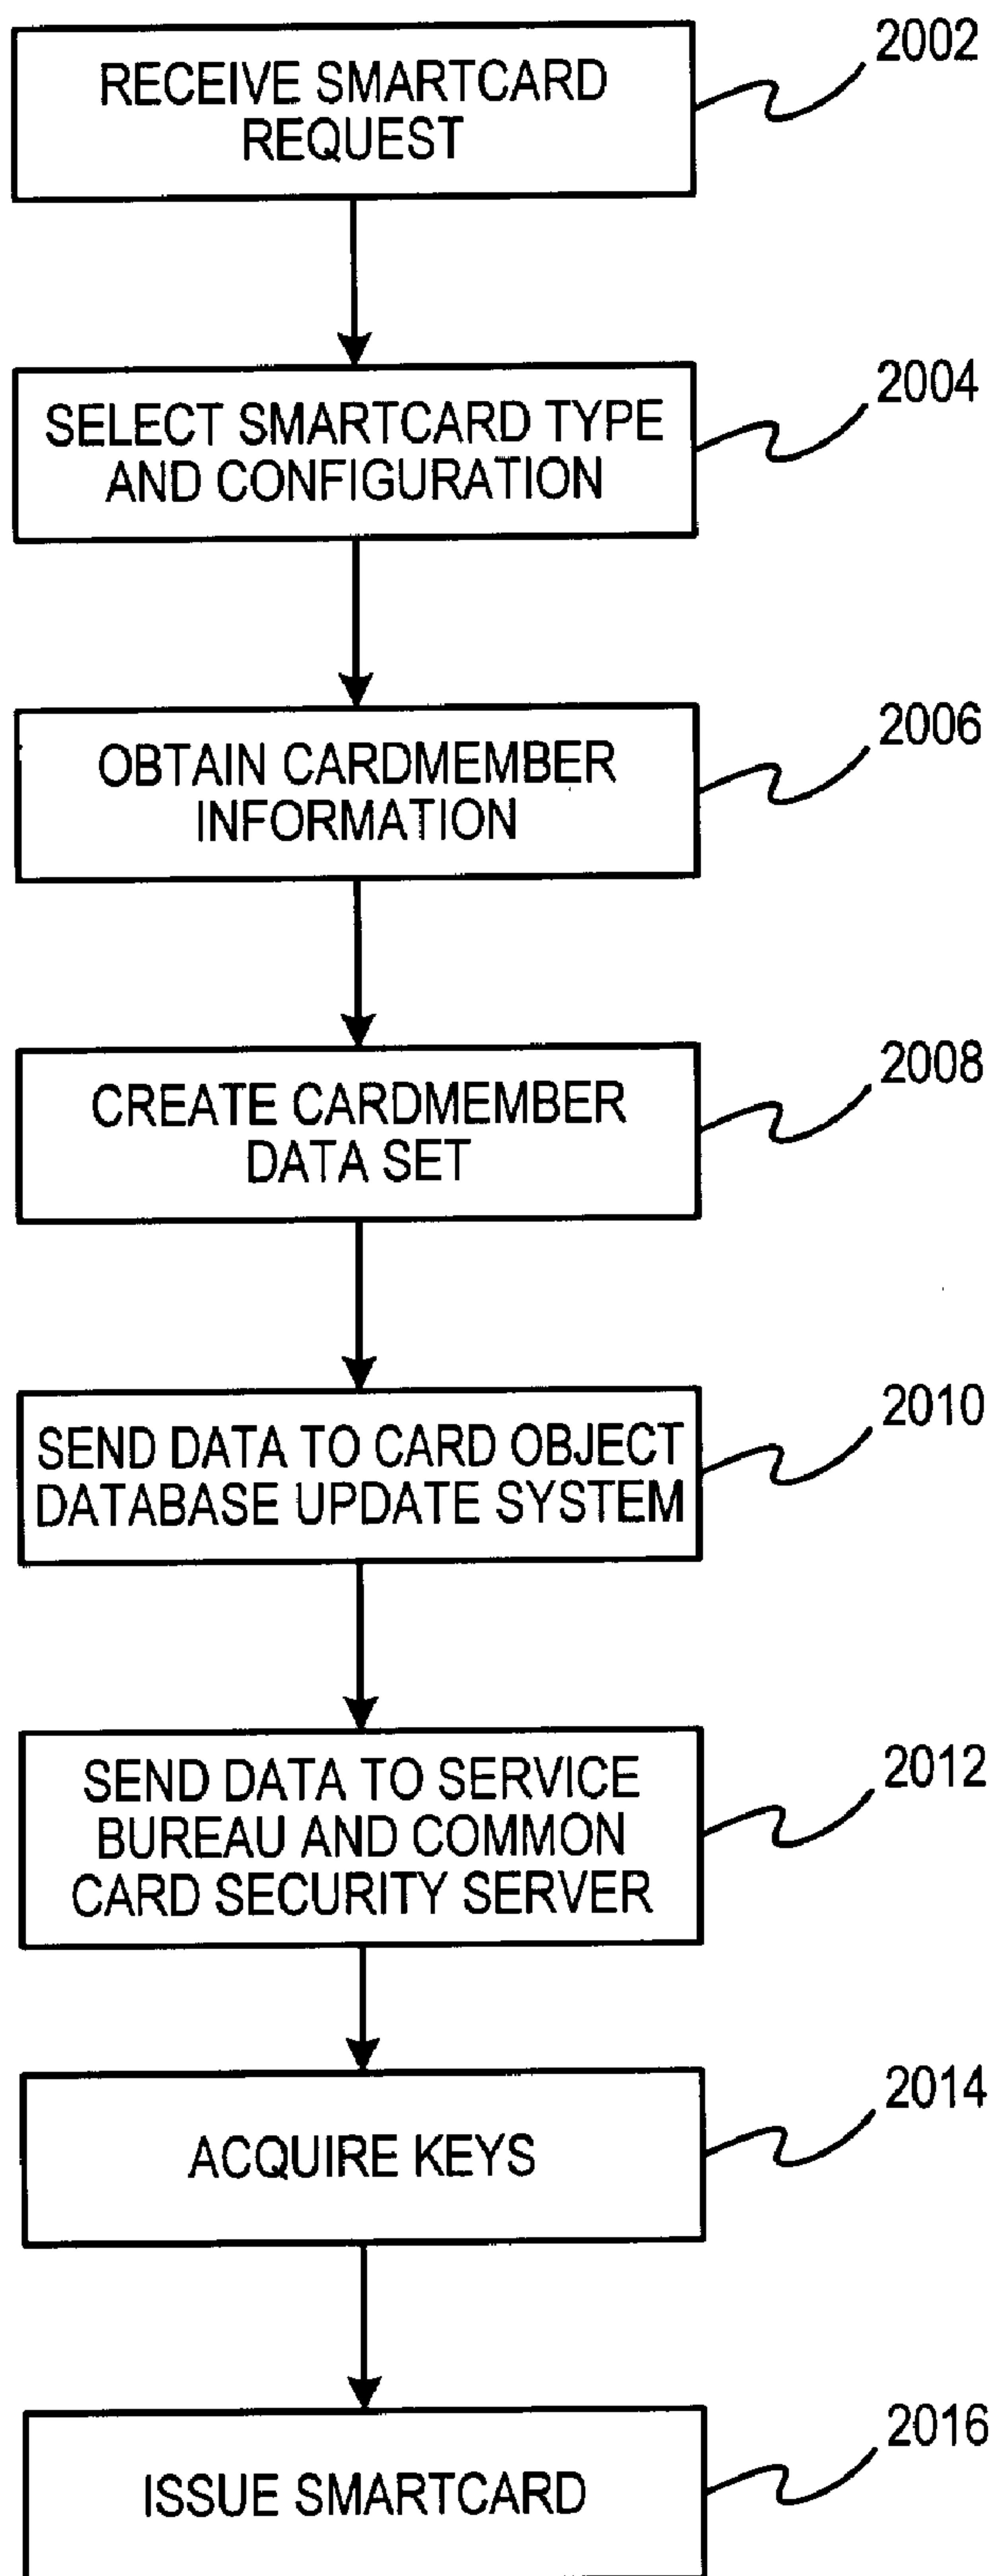 RECEIVE SMARTCARD
REQUEST
2002
SELECT SMARTCARD TYPE
AND CONFIGURATION
2004
OBTAIN CARDMEMBER
INFORMATION
2006
CREATE CARDMEMBER
DATA SET
2008
SEND DATA TO CARD OBJECT
DATABASE UPDATE SYSTEM
2010
SEND DATA TO SERVICE
BUREAU AND COMMON
CARD SECURITY SERVER
2012
ACQUIRE KEYS
2014
ISSUE SMARTCARD
2016